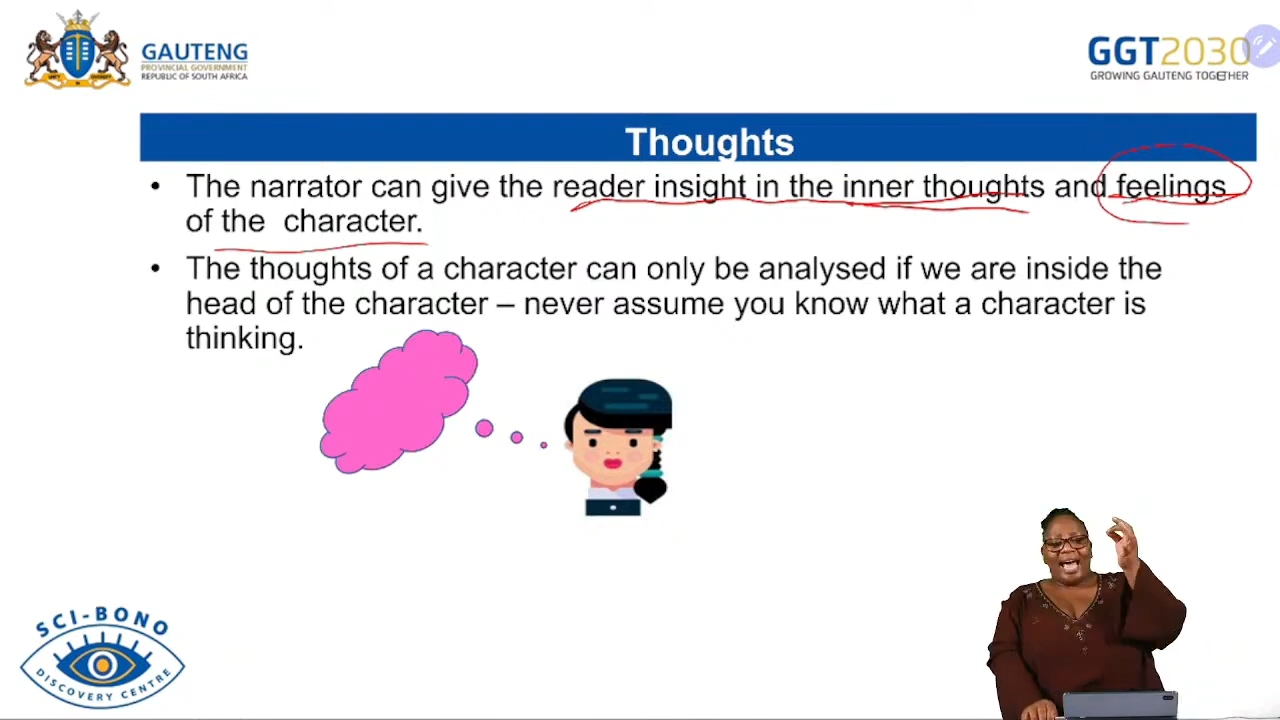 GAUTENG
PROVINCIAL GOVERNMENT
REPUBLIC OF SOUTH AFRICA
GGT2030
GROWING GAUTENG TOGETHER
Thoughts
• The narrator can give the reader insight in the inner thoughts and feelings
of the character.
• The thoughts of a character can only be analysed if we are inside the
head of the character – never assume you know what a character is
thinking.
SCI-BONO
DISCOVERY CENTRE